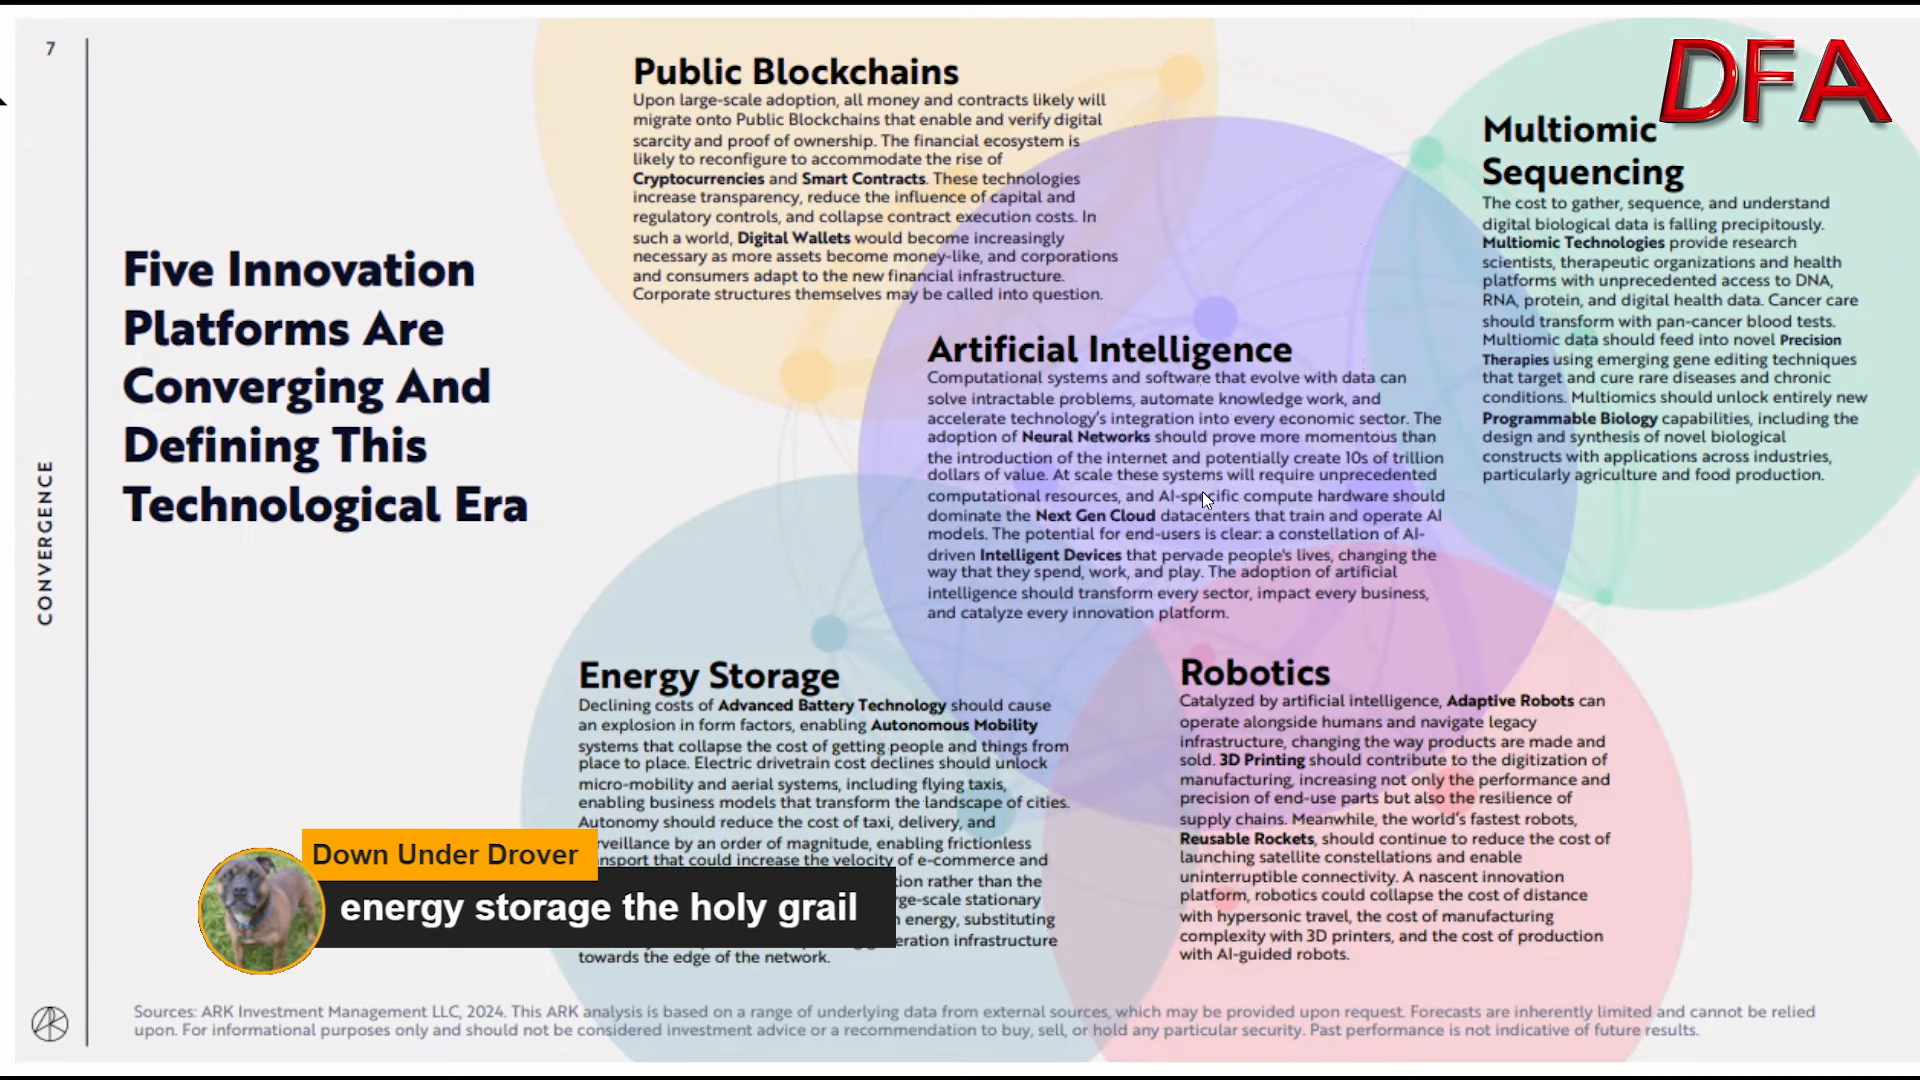 7
DFA
CONVERGENCE
Five Innovation
Platforms Are
Converging And
Defining This
Technological Era
Public Blockchains
Upon large-scale adoption, all money and contracts likely will
migrate onto Public Blockchains that enable and verify digital
scarcity and proof of ownership. The financial ecosystem is
likely to reconfigure to accommodate the rise of
Cryptocurrencies and Smart Contracts. These technologies
increase transparency, reduce the influence of capital and
regulatory controls, and collapse contract execution costs. In
such a world, Digital Wallets would become increasingly
necessary as more assets become money-like, and corporations
and consumers adapt to the new financial infrastructure.
Corporate structures themselves may be called into question.
Multiomic
Sequencing
The cost to gather, sequence, and understand
digital biological data is falling precipitously.
Multiomic Technologies provide research
scientists, therapeutic organizations and health
platforms with unprecedented access to DNA,
RNA, protein, and digital health data. Cancer care
should transform with pan-cancer blood tests.
Multiomic data should feed into novel Precision
Therapies using emerging gene editing techniques
that target and cure rare diseases and chronic
conditions. Multiomics should unlock entirely new
Programmable Biology capabilities, including the
design and synthesis of novel biological
constructs with applications across industries,
particularly agriculture and food production.
Artificial Intelligence
Computational systems and software that evolve with data can
solve intractable problems, automate knowledge work, and
accelerate technology's integration into every economic sector. The
adoption of Neural Networks should prove more momentous than
the introduction of the internet and potentially create 10s of trillion
dollars of value. At scale these systems will require unprecedented
computational resources, and AI-specific compute hardware should
dominate the Next Gen Cloud datacenters that train and operate AI
models. The potential for end-users is clear: a constellation of AI-
driven Intelligent Devices that pervade people's lives, changing the
way that they spend, work, and play. The adoption of artificial
intelligence should transform every sector, impact every business,
and catalyze every innovation platform.
Energy Storage
Declining costs of Advanced Battery Technology should cause
an explosion in form factors, enabling Autonomous Mobility
systems that collapse the cost of getting people and things from
place to place. Electric drivetrain cost declines should unlock
micro-mobility and aerial systems, including flying taxis,
enabling business models that transform the landscape of cities.
Autonomy should reduce the cost of taxi, delivery, and
rveillance by an order of magnitude, enabling frictionless
nsport that could increase the velocity of e-commerce and
ion rather than the
ge-scale stationary
energy, substituting
eration infrastructure
towards the edge of the network.
Robotics
Catalyzed by artificial intelligence, Adaptive Robots can
operate alongside humans and navigate legacy
infrastructure, changing the way products are made and
sold. 3D Printing should contribute to the digitization of
manufacturing, increasing not only the performance and
precision of end-use parts but also the resilience of
supply chains. Meanwhile, the world's fastest robots,
Reusable Rockets, should continue to reduce the cost of
launching satellite constellations and enable
uninterruptible connectivity. A nascent innovation
platform, robotics could collapse the cost of distance
with hypersonic travel, the cost of manufacturing
complexity with 3D printers, and the cost of production
with AI-guided robots.
Down Under Drover
energy storage the holy grail
Sources: ARK Investment Management LLC, 2024. This ARK analysis is based on a range of underlying data from external sources, which may be provided upon request. Forecasts are inherently limited and cannot be relied
upon. For informational purposes only and should not be considered investment advice or a recommendation to buy, sell, or hold any particular security. Past performance is not indicative of future results.